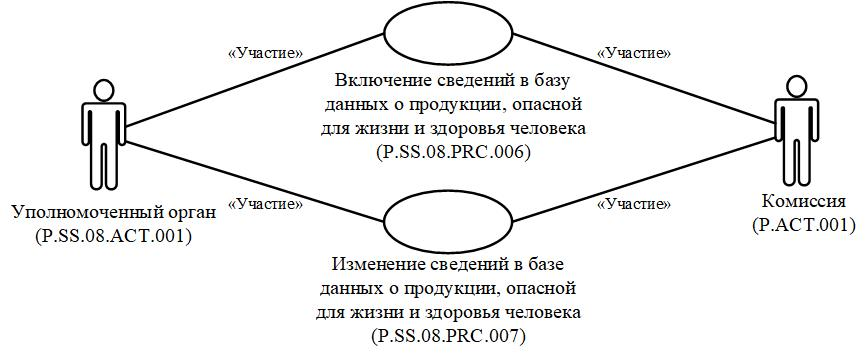 «Участие»
«Участие»
Включение сведений в базу
данных о продукции, опасной
для жизни и здоровья человека
(P.SS.08.PRC.006)
Уполномоченный орган
(P.SS.08.ACT.001)
Комиссия
(P.ACT.001)
«Участие»
«Участие»
Изменение сведений в базе
данных о продукции, опасной
для жизни и здоровья человека
(P.SS.08.PRC.007)